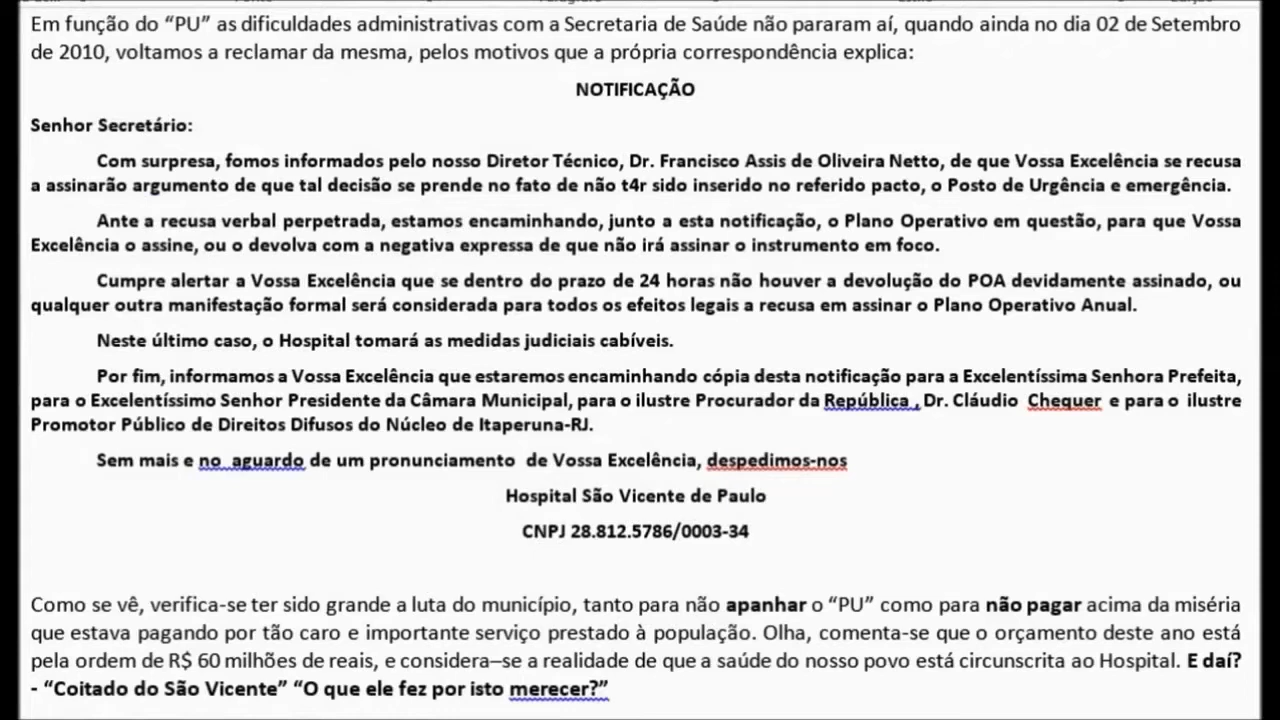 Em função do “PU” as dificuldades administrativas com a Secretaria de Saúde não pararam aí, quando ainda no dia 02 de Setembro
de 2010, voltamos a reclamar da mesma, pelos motivos que a própria correspondência explica:
NOTIFICAÇÃO
Senhor Secretário:
Com surpresa, fomos informados pelo nosso Diretor Técnico, Dr. Francisco Assis de Oliveira Netto, de que Vossa Excelência se recusa
a assinarão argumento de que tal decisão se prende no fato de não t4r sido inserido no referido pacto, o Posto de Urgência e emergência.
Ante a recusa verbal perpetrada, estamos encaminhando, junto a esta notificação, o Plano Operativo em questão, para que Vossa
Excelência o assine, ou o devolva com a negativa expressa de que não irá assinar o instrumento em foco.
Cumpre alertar a Vossa Excelência que se dentro do prazo de 24 horas não houver a devolução do POA devidamente assinado, ou
qualquer outra manifestação formal será considerada para todos os efeitos legais a recusa em assinar o Plano Operativo Anual.
Neste último caso, o Hospital tomará as medidas judiciais cabíveis.
Por fim, informamos a Vossa Excelência que estaremos encaminhando cópia desta notificação para a Excelentíssima Senhora Prefeita,
para o Excelentíssimo Senhor Presidente da Câmara Municipal, para o ilustre Procurador da República , Dr. Cláudio Chequer e para o ilustre
Promotor Público de Direitos Difusos do Núcleo de Itaperuna-RJ.
Sem mais e no aguardo de um pronunciamento de Vossa Excelência, despedimos-nos
Hospital São Vicente de Paulo
CNPJ 28.812.5786/0003-34
Como se vê, verifica-se ter sido grande a luta do município, tanto para não apanhar o “PU” como para não pagar acima da miséria
que estava pagando por tão caro e importante serviço prestado à população. Olha, comenta-se que o orçamento deste ano está
pela ordem de R$ 60 milhões de reais, e considera–se a realidade de que a saúde do nosso povo está circunscrita ao Hospital. E daí?
- “Coitado do São Vicente” “O que ele fez por isto merecer?”